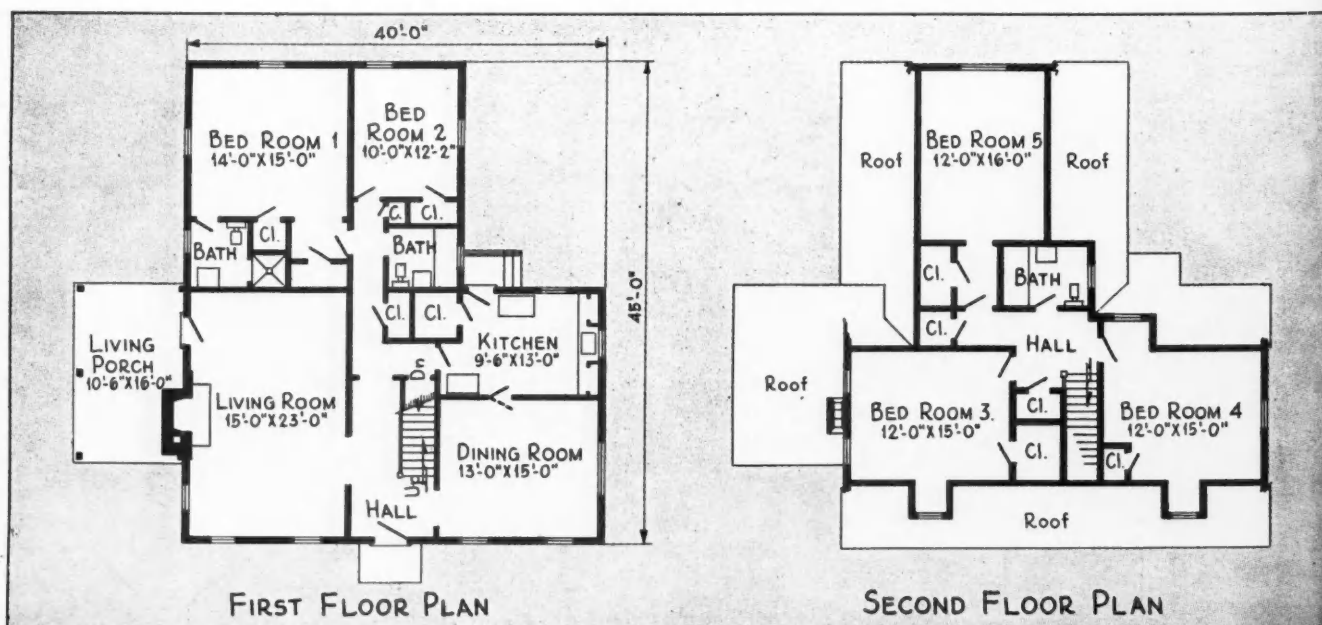 40'-0"
45'-0"
BED ROOM 1
14'-0"X15'-0"
BED
ROOM 2
10'-0"X12'-2"
C.
Cl.
BATH
Cl.
BATH
Cl.
LIVING
PORCH
10'-6"X16'-0"
KITCHEN
9'-6"X13'-0"
Dn
LIVING ROOM
15'-0"X23'-0"
DINING ROOM
13'-0"X15'-0"
Up
HALL
FIRST FLOOR PLAN
BED ROOM 5
12'-0"X16'-0"
Roof
Roof
Cl.
BATH
Cl.
HALL
Roof
BED ROOM 3.
12'-0"X15'-0"
Cl.
Cl.
BED ROOM 4
12'-0"X15'-0"
Cl.
Roof
SECOND FLOOR PLAN